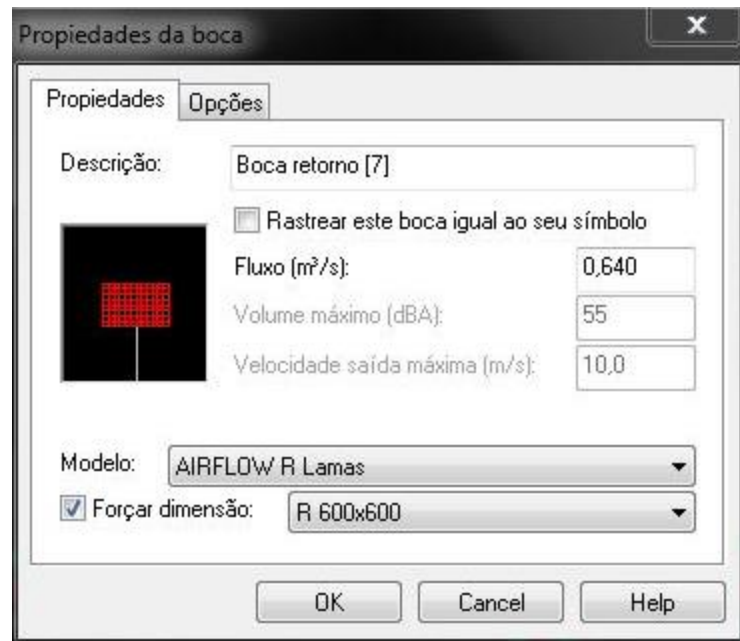 Propiedades da boca
x
Propiedades Opções
Descrição: Boca retorno [7]
Rastrear este boca igual ao seu símbolo
Fluxo (m³/s): 0,640
Volume máximo (dBA): 55
Velocidade saída máxima (m/s): 10,0
Modelo: AIRFLOW R Lamas
Forçar dimensão: R 600x600
OK Cancel Help